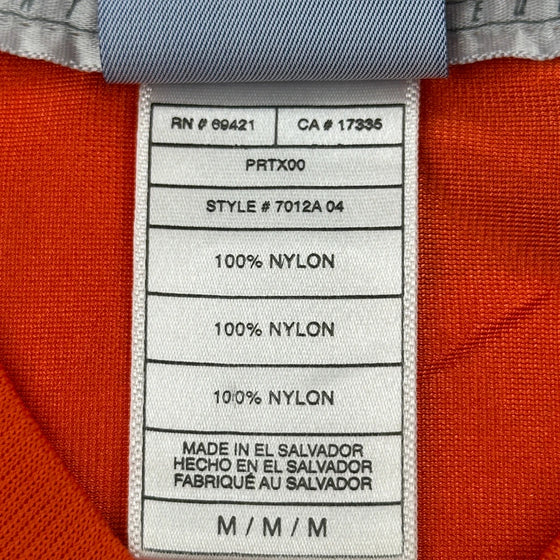 RN # 69421
CA # 17335
PRTX00
STYLE # 7012A 04
100% NYLON
100% NYLON
100% NYLON
MADE IN EL SALVADOR
HECHO EN EL SALVADOR
FABRIQUÉ AU SALVADOR
M / M / M